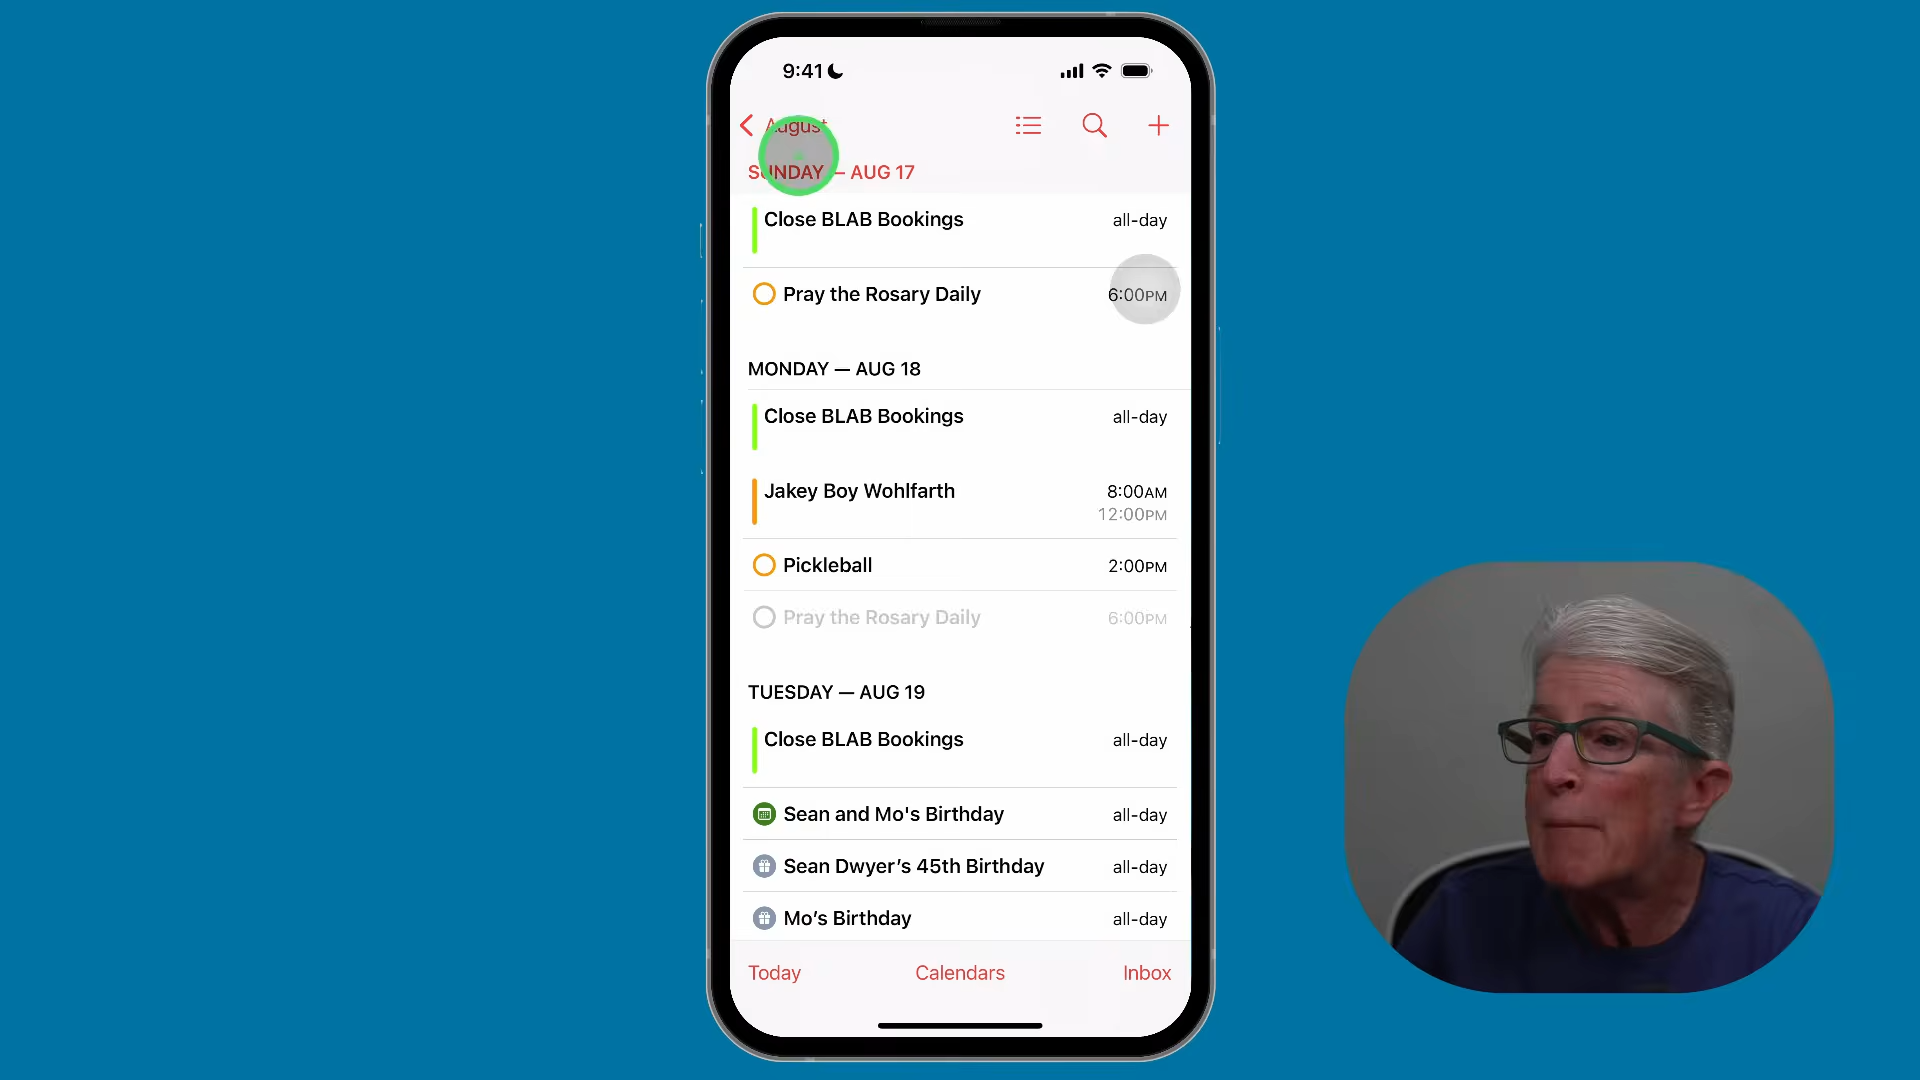 9:41
August
SUNDAY — AUG 17
Close BLAB Bookings all-day
Pray the Rosary Daily 6:00PM
MONDAY — AUG 18
Close BLAB Bookings all-day
Jakey Boy Wohlfarth 8:00AM
12:00PM
Pickleball 2:00PM
Pray the Rosary Daily 6:00PM
TUESDAY — AUG 19
Close BLAB Bookings all-day
Sean and Mo's Birthday all-day
Sean Dwyer’s 45th Birthday all-day
Mo’s Birthday all-day
Today Calendars Inbox